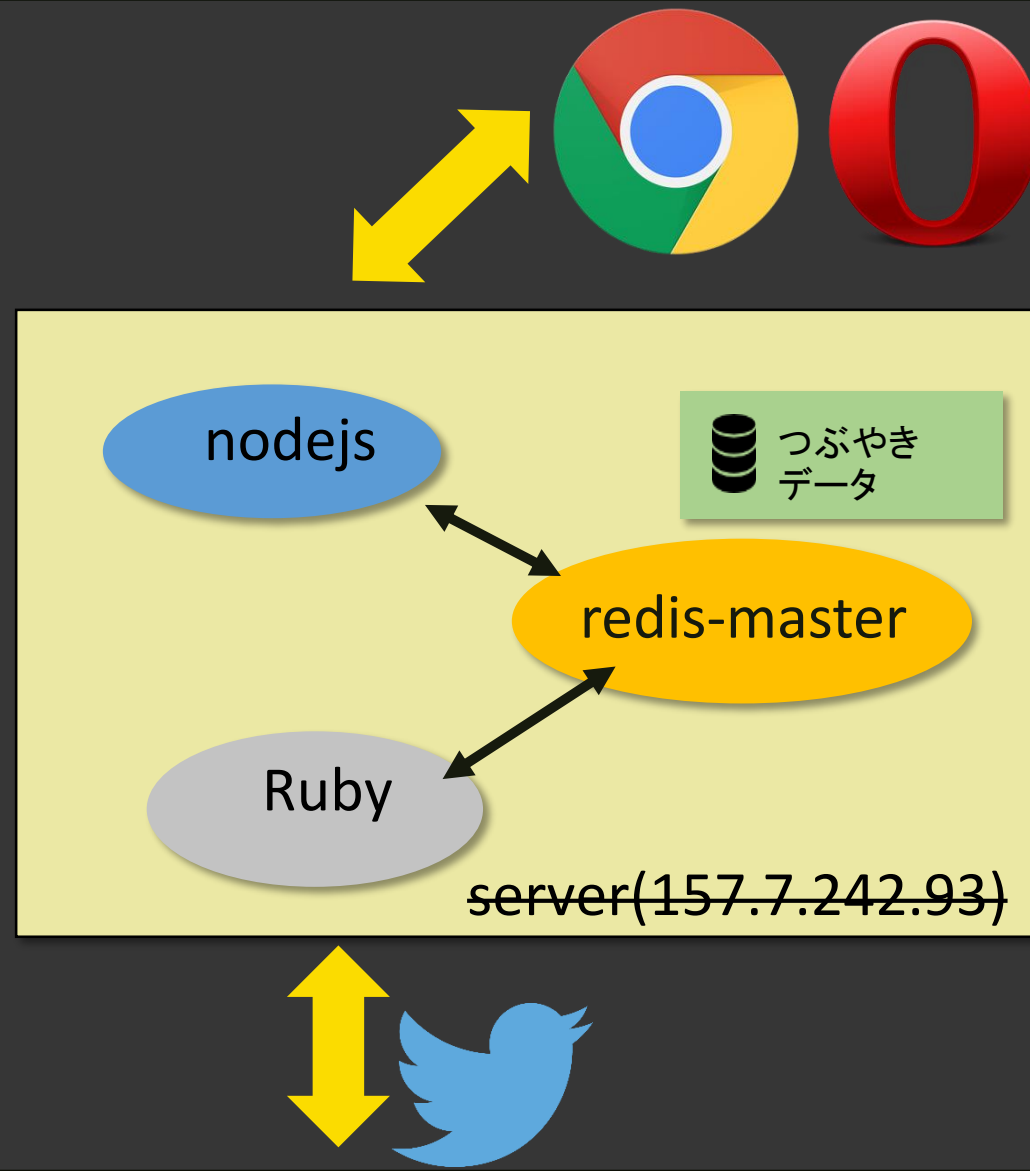 nodejs
つぶやき
データ
redis-master
Ruby
server(157.7.242.93)